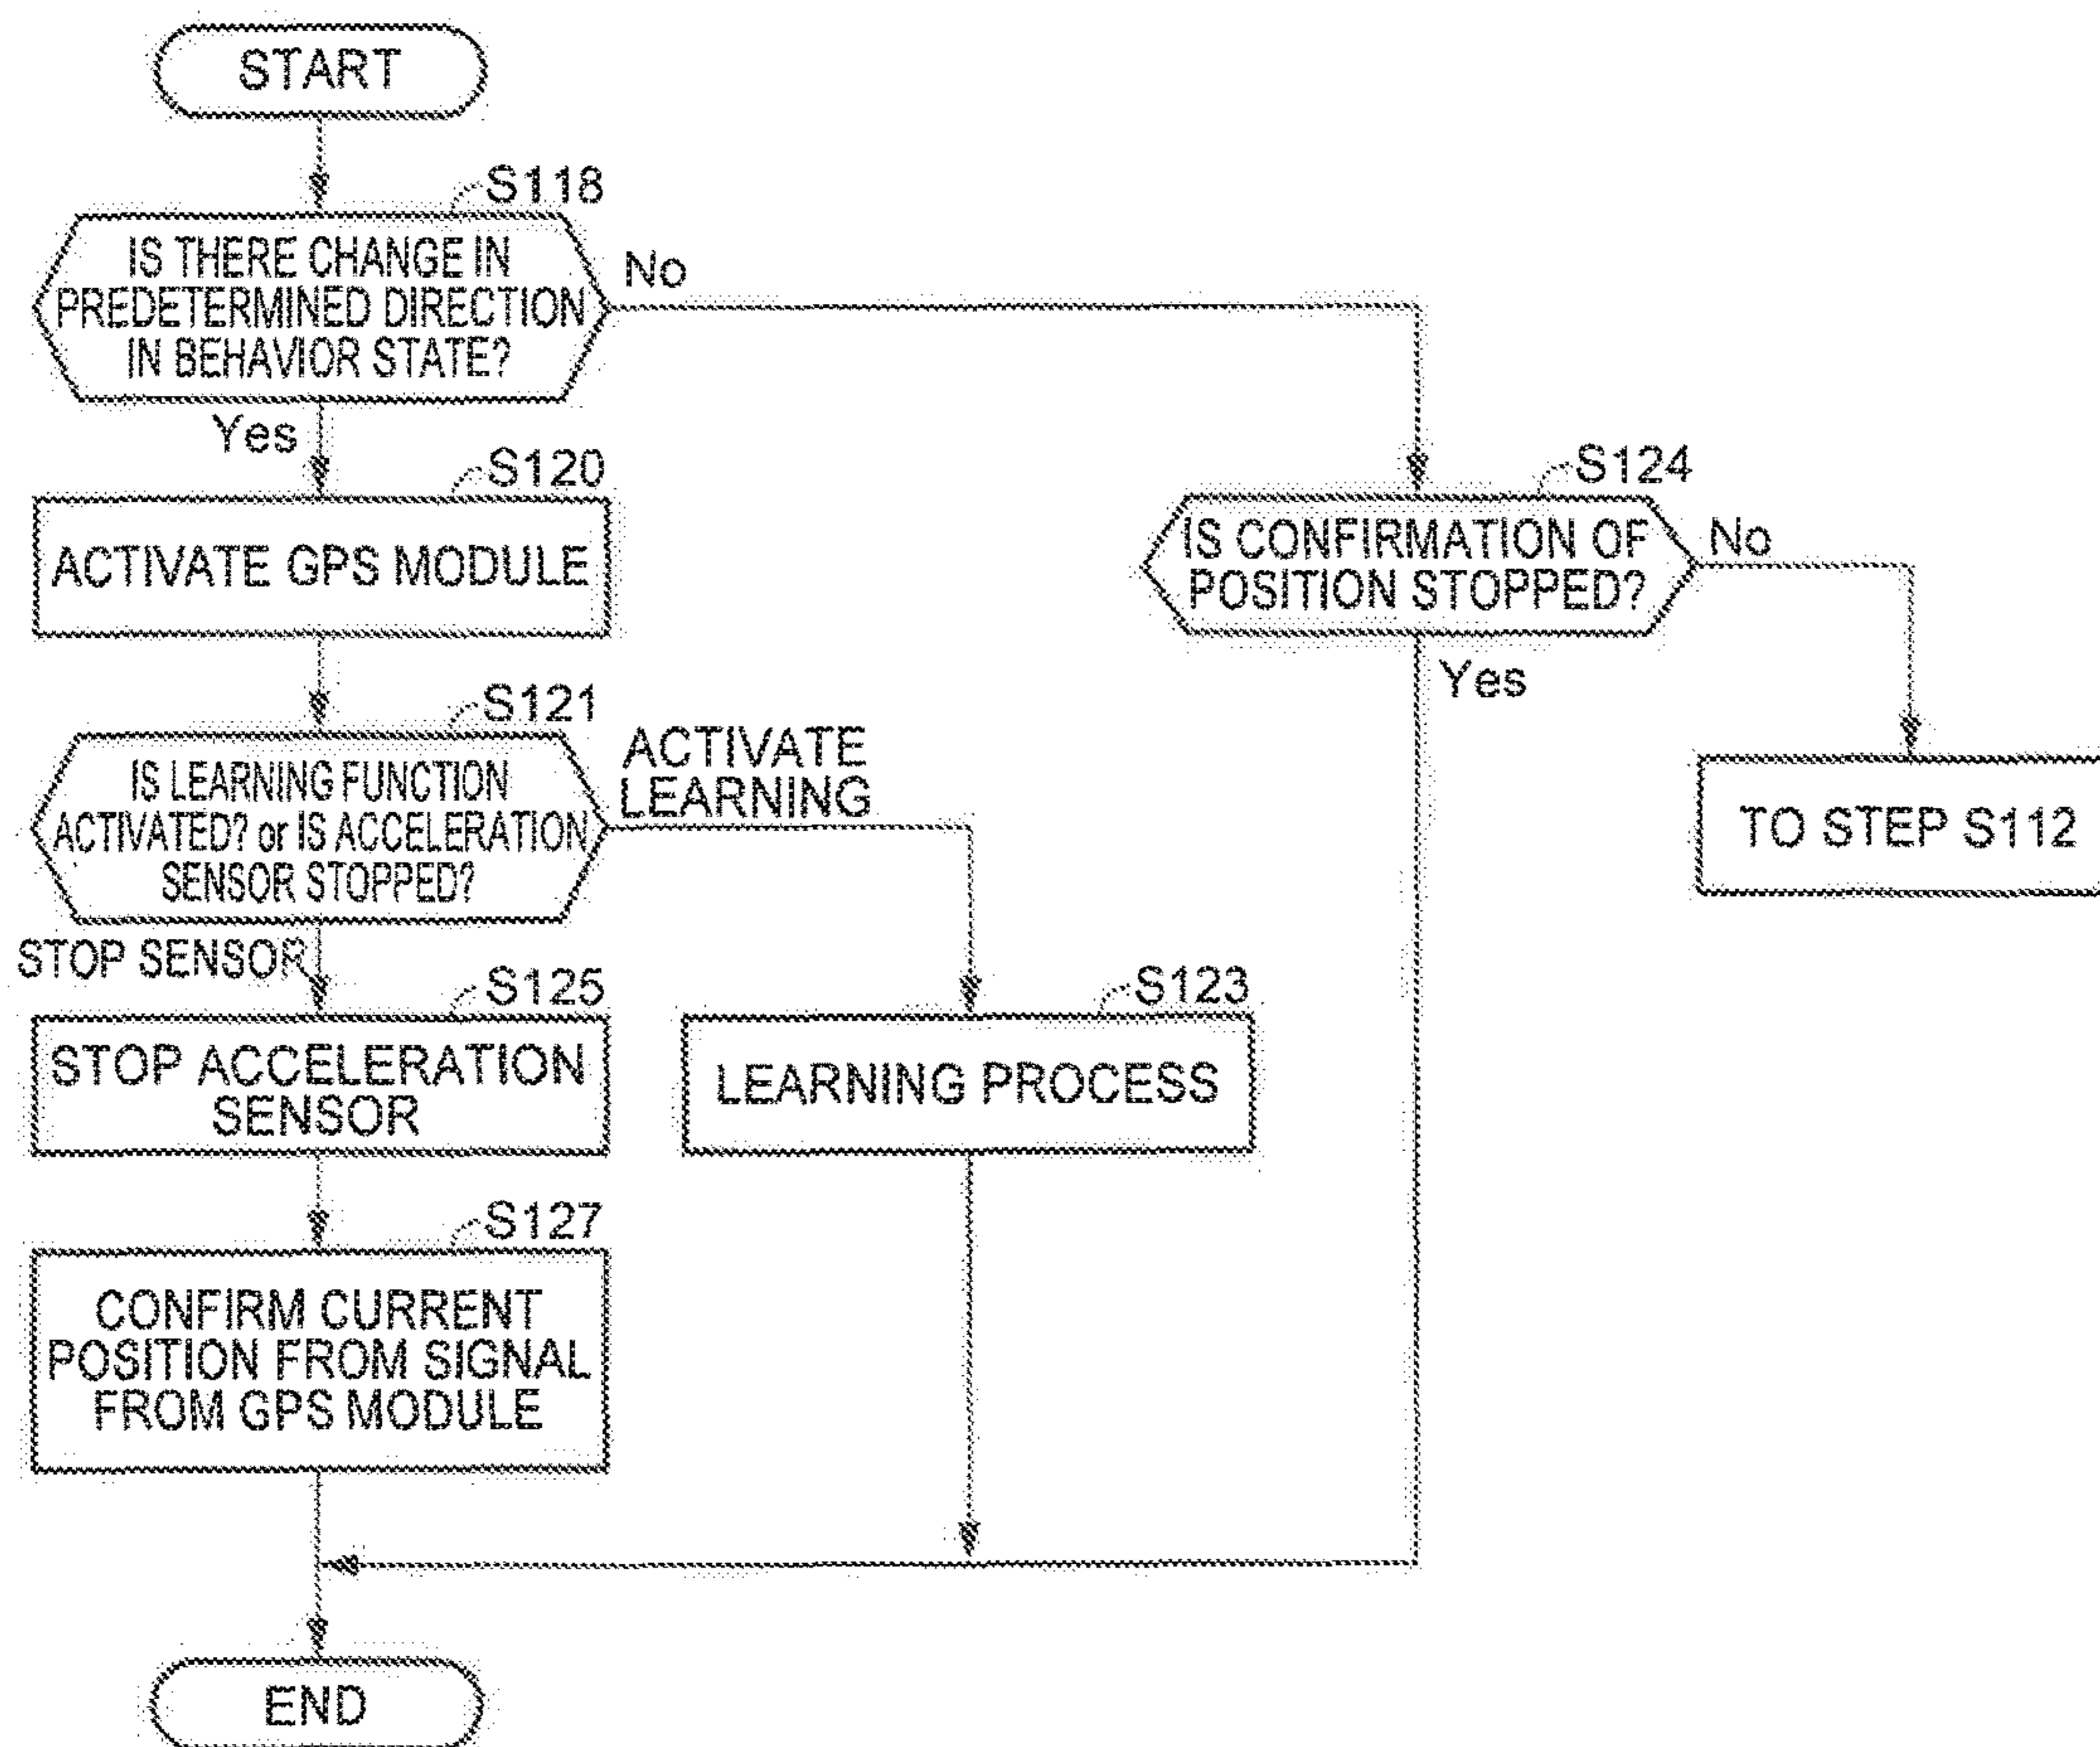 START
S118
IS THERE CHANGE IN
PREDETERMINED DIRECTION
IN BEHAVIOR STATE?
No
Yes
S120
ACTIVATE GPS MODULE
S124
IS CONFIRMATION OF
POSITION STOPPED?
No
Yes
TO STEP S112
S121
IS LEARNING FUNCTION
ACTIVATED? or IS ACCELERATION
SENSOR STOPPED?
ACTIVATE
LEARNING
STOP SENSOR
S125
STOP ACCELERATION
SENSOR
S123
LEARNING PROCESS
S127
CONFIRM CURRENT
POSITION FROM SIGNAL
FROM GPS MODULE
END